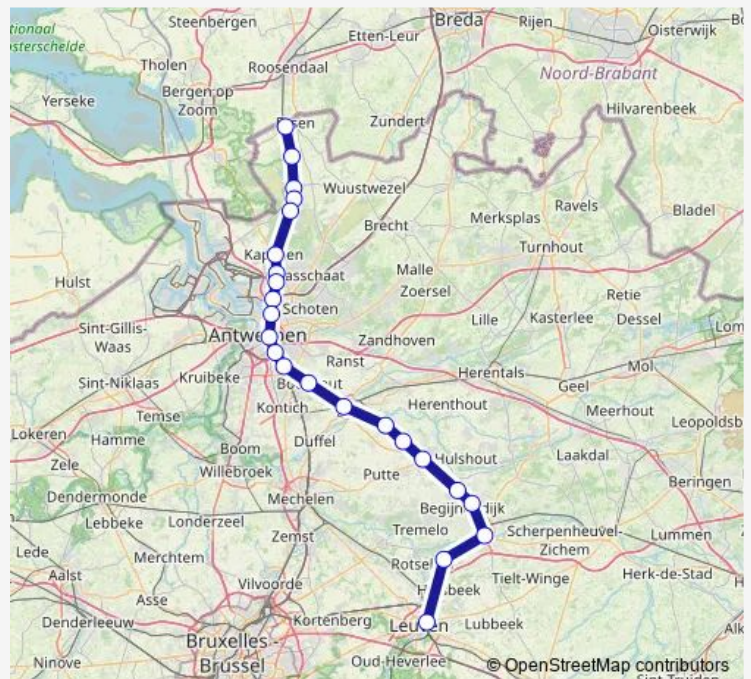 Steenbergen
Breda
Rijen
Etten-Leur
Oisterwijk
Tholen
Roosendaal
Noord-Brabant
Yerseke
Bergen op
Zoom
Hilvarenbeek
Zundert
Wuustwezel
Ravels
Bladel
Merksplas
Brecht
Turnhout
Malle
Hulst
Zoersel
Retie
Schoten
Lille
Kasterlee
Dessel
Sint-Gillis-
Waas
Zandhoven
Ranst
Mol
Sint-Niklaas
Kruibeke
Herentals
Geel
Temse
Kontich
Herenthout
Meerhout
Lokeren
Hamme
Duffel
Boom
Hulshout
Laakdal
Zele
Willebroek
Putte
Beringen
Dendermonde
Mechelen
Lebbeke
Londerzeel
Tremelo
Scherpenheuvel-
Zichem
Lummen
Zemst
Lede
Merchtem
Aalst
Tielt-Winge
Herk-de-Stad
Vilvoorde
Asse
Denderleeuw
Kortenberg
Lubbeek
Bruxelles -
Brussel
Ninove
Oud-Heverlee
© OpenStreetMap contributors